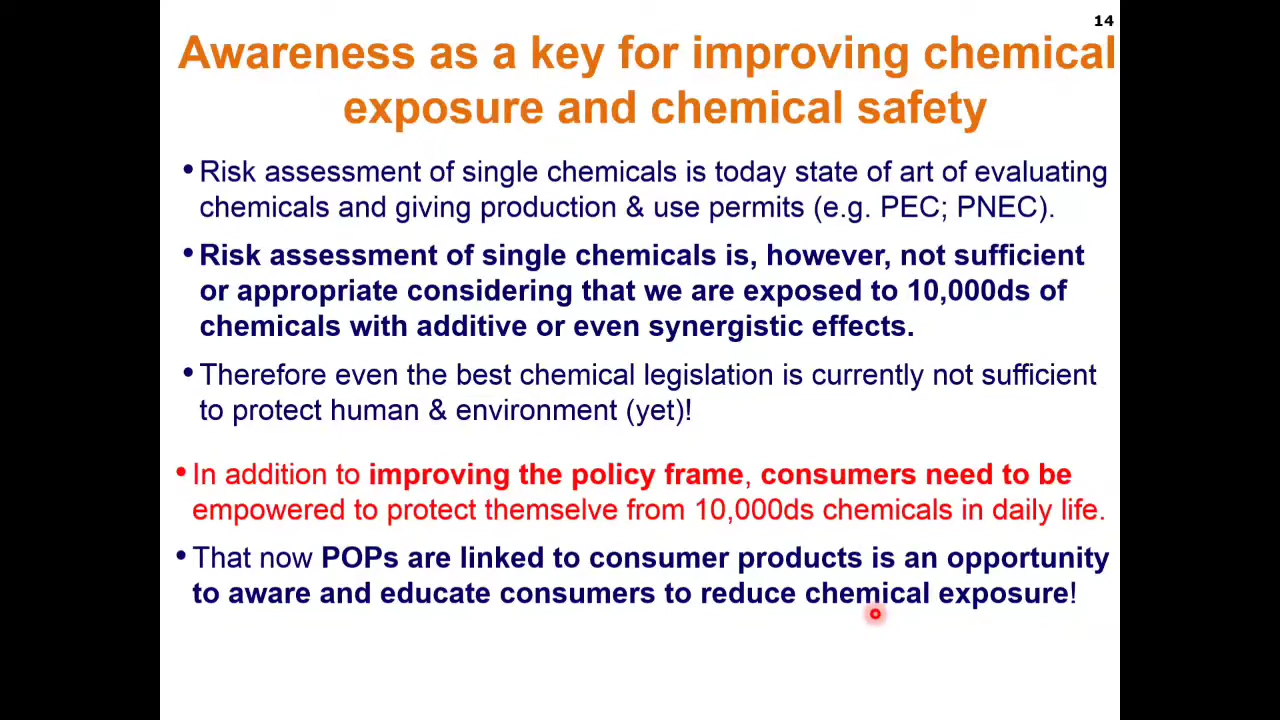 14
Awareness as a key for improving chemical
exposure and chemical safety
• Risk assessment of single chemicals is today state of art of evaluating
chemicals and giving production & use permits (e.g. PEC; PNEC).
• Risk assessment of single chemicals is, however, not sufficient
or appropriate considering that we are exposed to 10,000ds of
chemicals with additive or even synergistic effects.
• Therefore even the best chemical legislation is currently not sufficient
to protect human & environment (yet)!
• In addition to improving the policy frame, consumers need to be
empowered to protect themselve from 10,000ds chemicals in daily life.
• That now POPs are linked to consumer products is an opportunity
to aware and educate consumers to reduce chemical exposure!